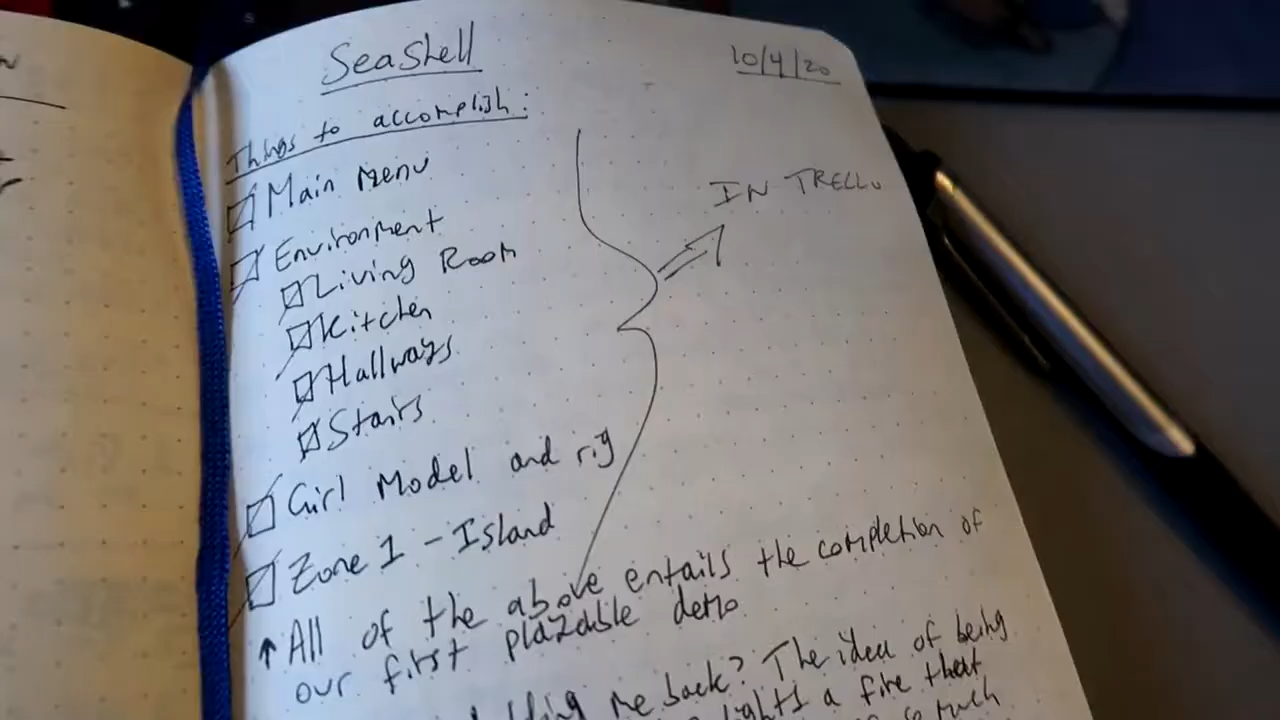 SeaShell
10/4/20
Things to accomplish:
Main Menu
Environment
Living Room
Kitchen
Hallways
Stairs
Girl Model and rig
Zone 1 - Island
IN TRELLO
↑ All of the above entails the completion of
our first playable demo
me back? The idea of being
lights a fire that
much